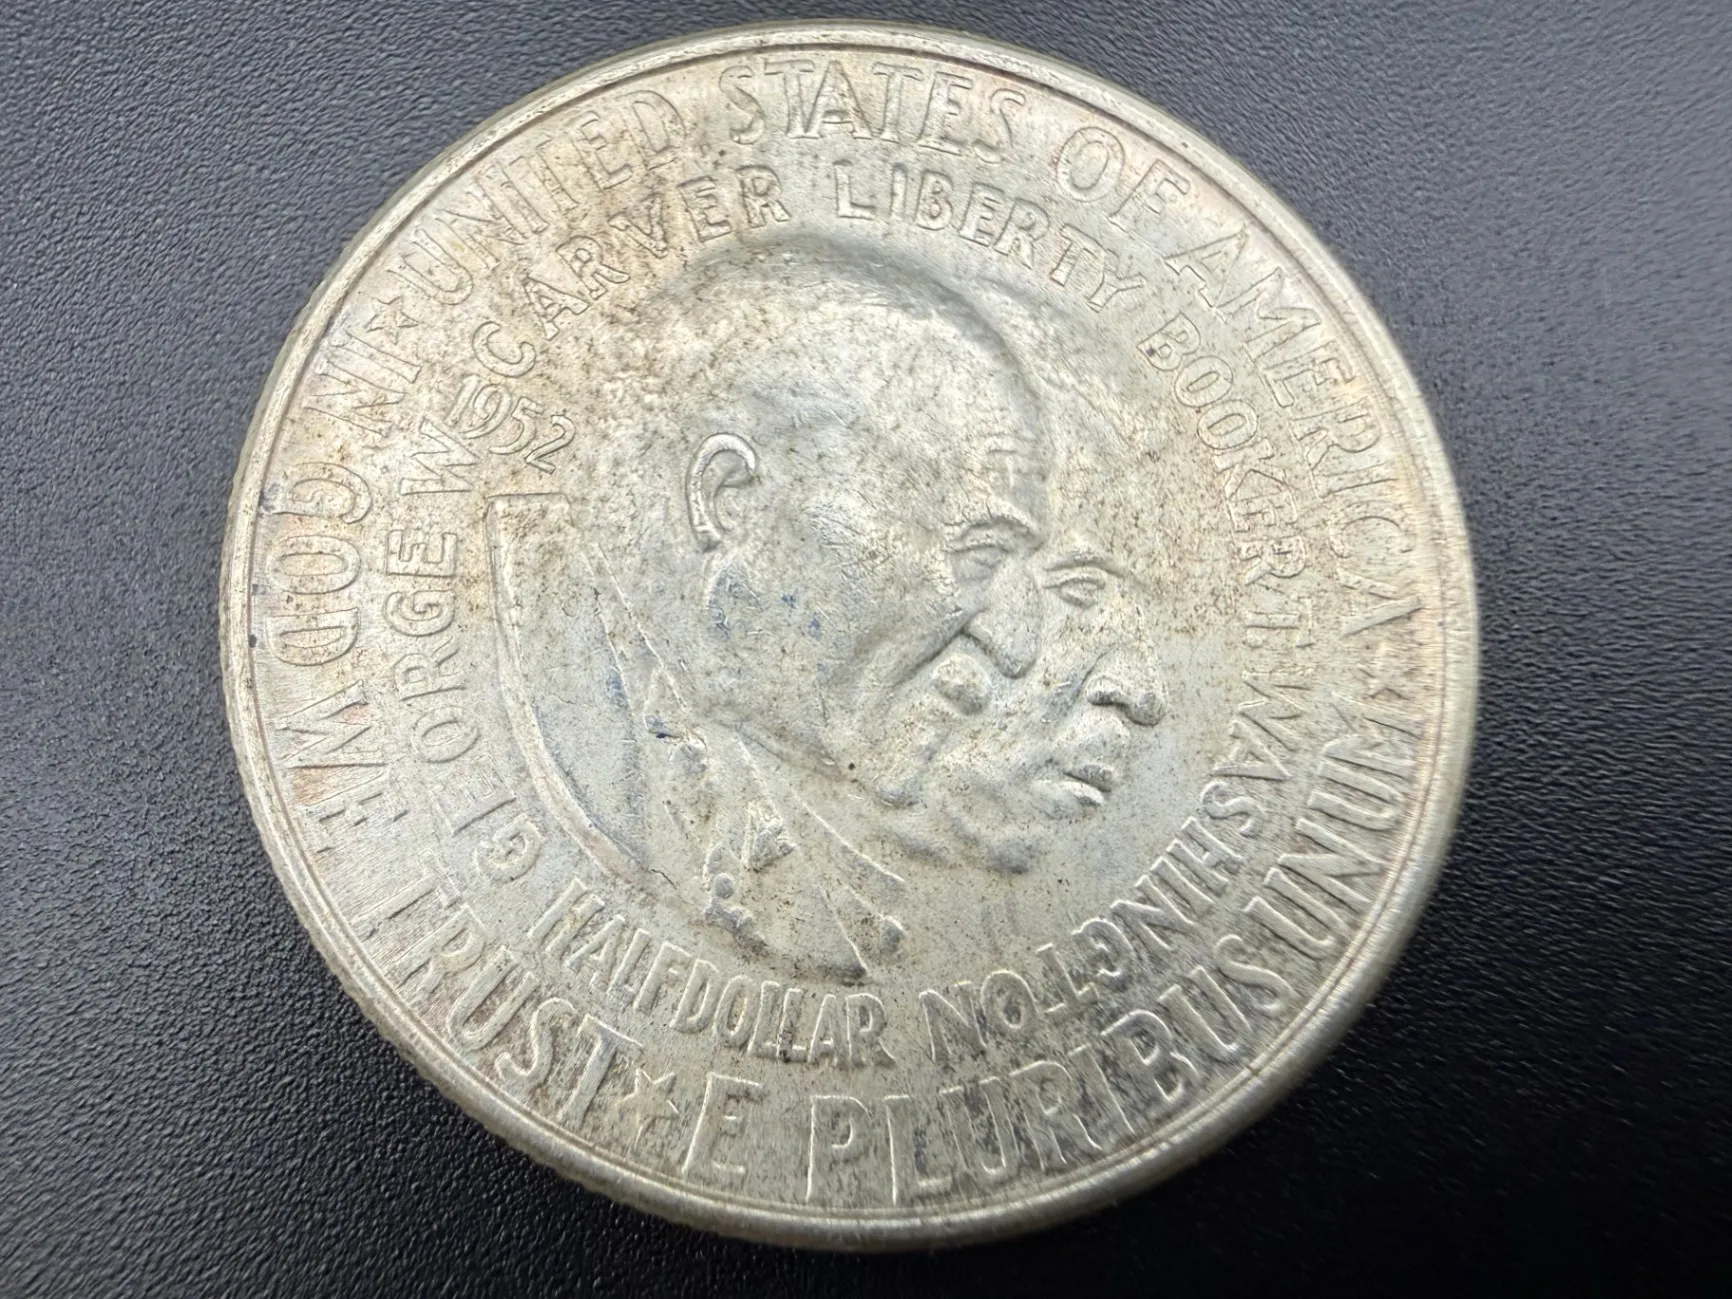 ★ UNITED STATES OF AMERICA ★ E PLURIBUS UNUM ★ IN GOD WE TRUST
GEORGE W CARVER LIBERTY BOOKER T. WASHINGTON
1952
HALF DOLLAR